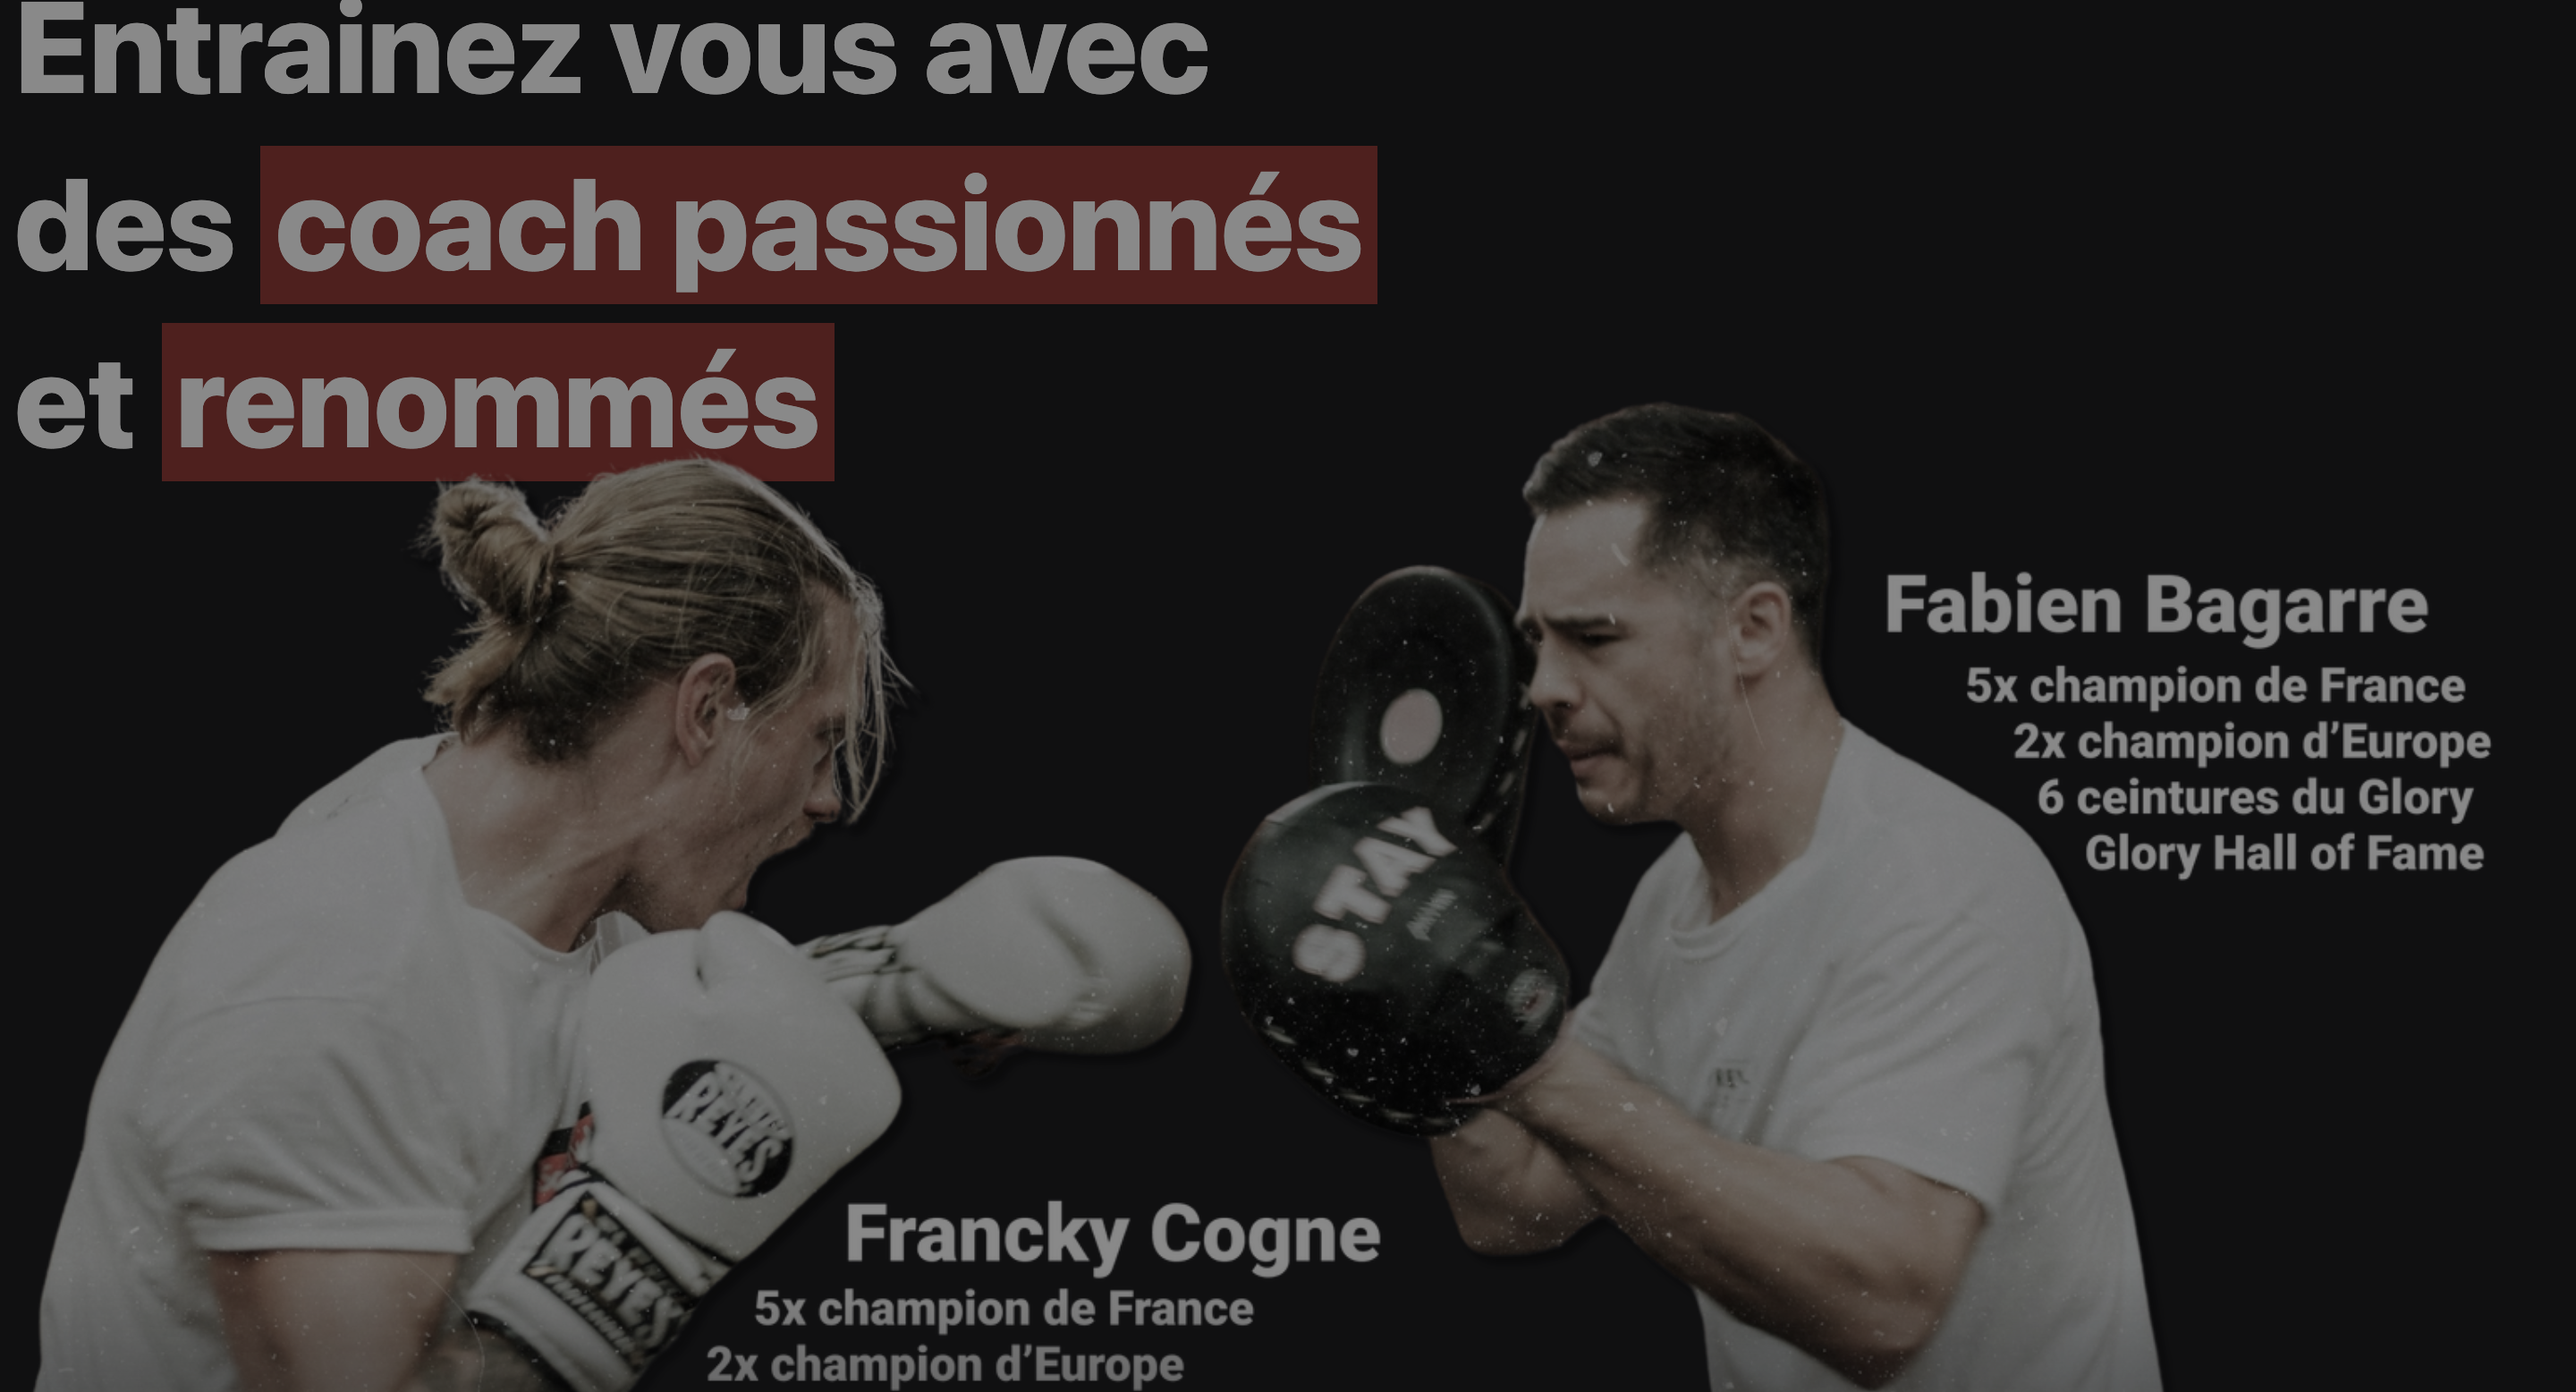 Entrainez vous avec
des coach passionnés
et renommés
Fabien Bagarre
5x champion de France
2x champion d’Europe
6 ceintures du Glory
Glory Hall of Fame
STAY
REYES
REYES
Francky Cogne
5x champion de France
2x champion d’Europe